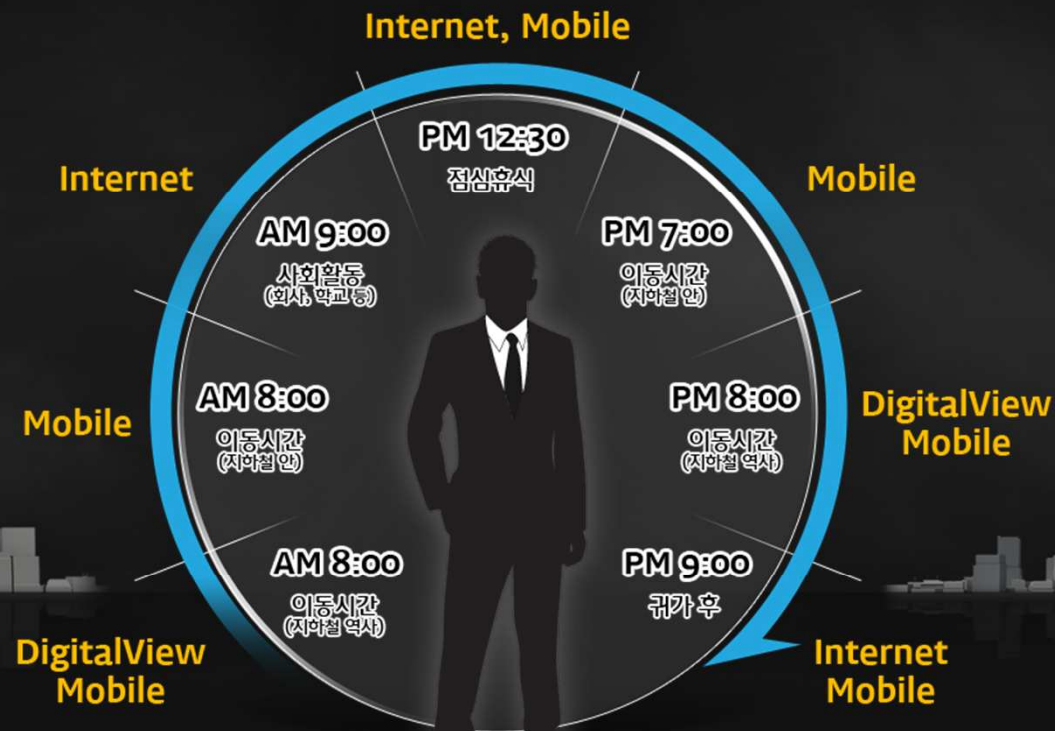 Internet, Mobile
PM 12:30
점심휴식
Internet
AM 9:00
사회활동
(회사, 학교 등)
Mobile
PM 7:00
이동시간
(지하철 안)
Mobile
AM 8:00
이동시간
(지하철 안)
PM 8:00
이동시간
(지하철 역사)
DigitalView
Mobile
AM 8:00
이동시간
(지하철 역사)
DigitalView
Mobile
PM 9:00
귀가 후
Internet
Mobile